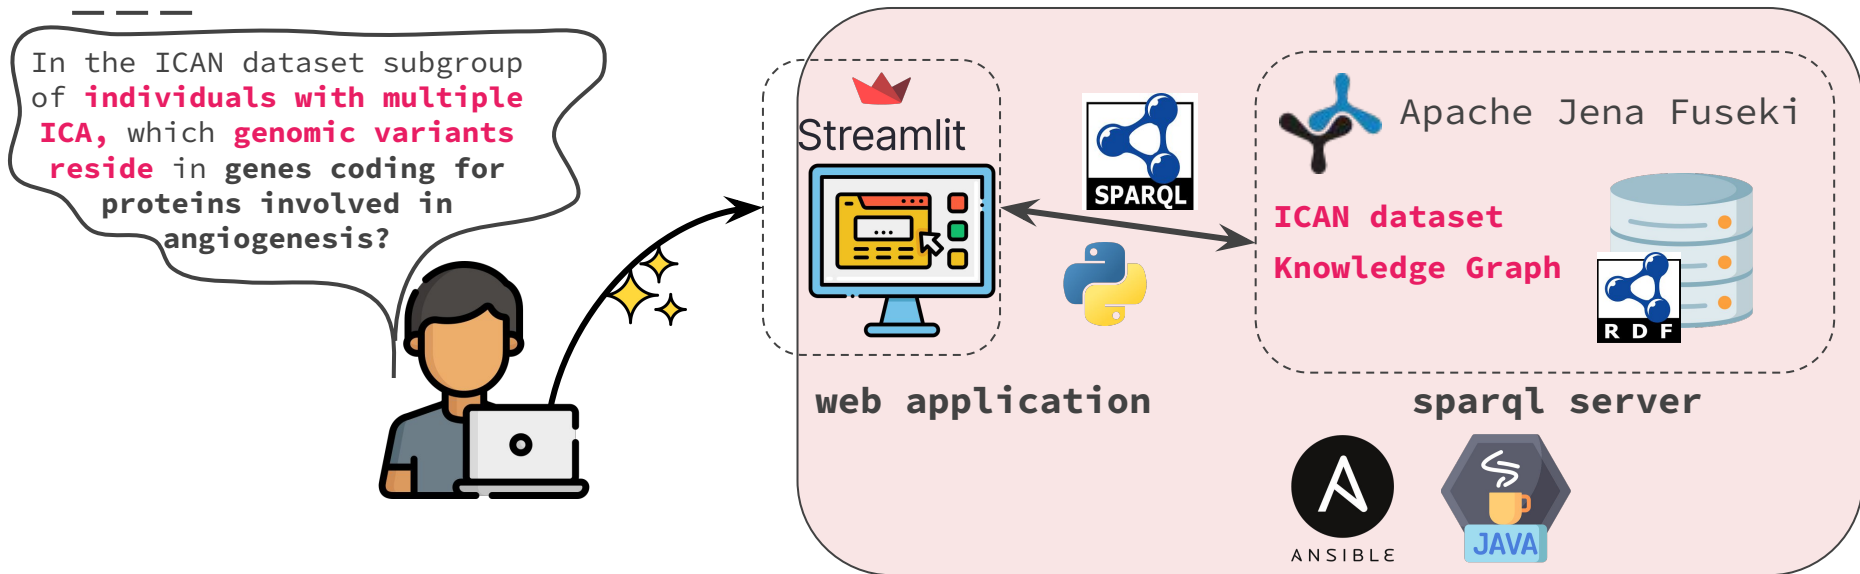 In the ICAN dataset subgroup
of individuals with multiple
ICA, which genomic variants
reside in genes coding for
proteins involved in
angiogenesis?
Streamlit
SPARQL
Apache Jena Fuseki
ICAN dataset
Knowledge Graph
RDF
web application
sparql server
ANSIBLE
JAVA